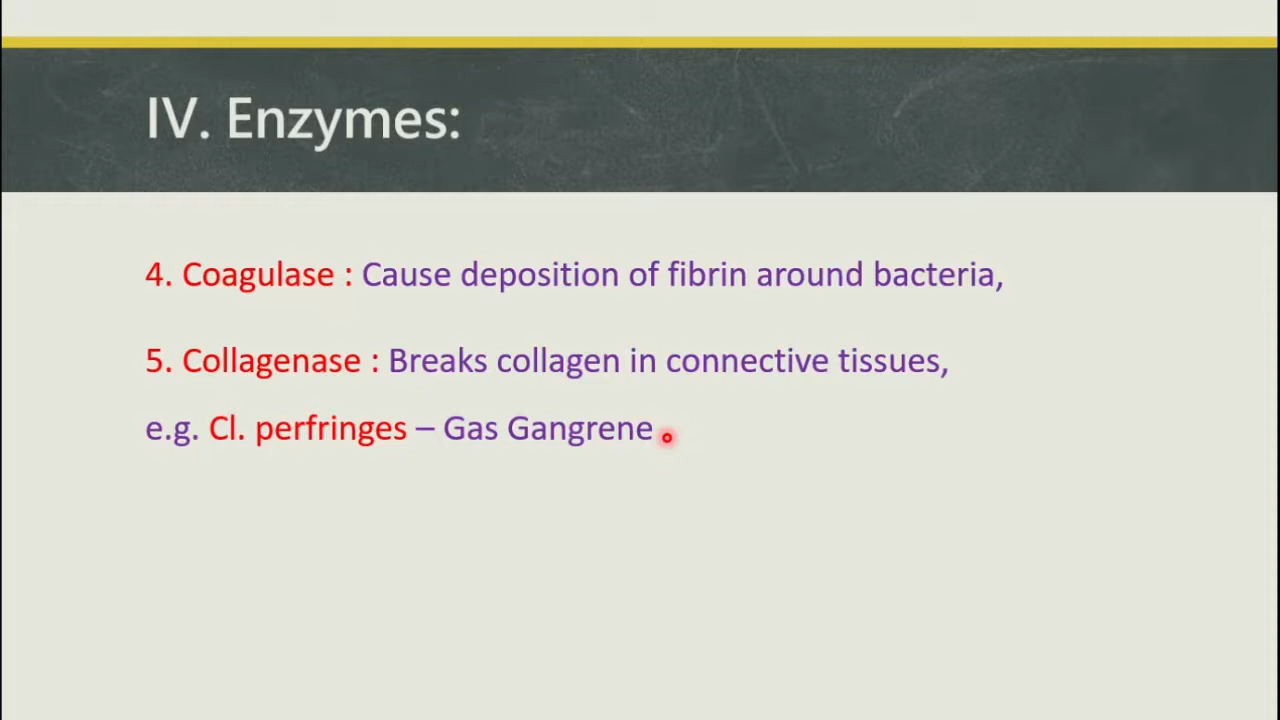 IV. Enzymes:
4. Coagulase : Cause deposition of fibrin around bacteria,
5. Collagenase : Breaks collagen in connective tissues,
e.g. Cl. perfringes – Gas Gangrene